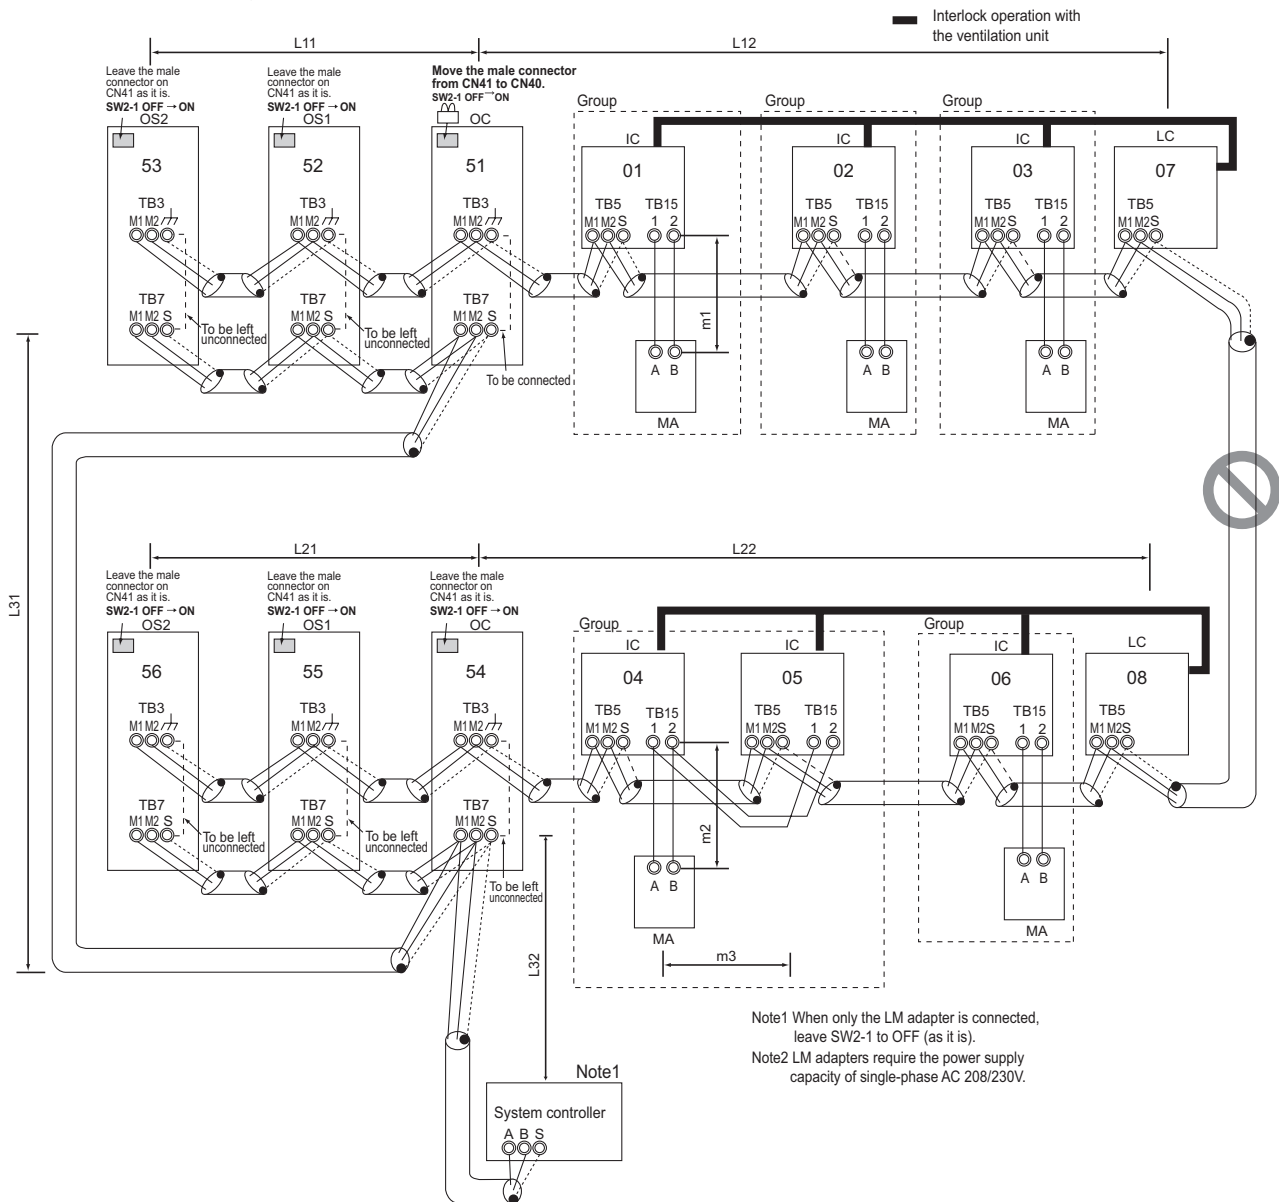 Interlock operation with
the ventilation unit
L11
L12
Leave the male
connector on
CN41 as it is.
SW2-1 OFF → ON
OS2
Leave the male
connector on
CN41 as it is.
SW2-1 OFF → ON
OS1
Move the male connector
from CN41 to CN40.
SW2-1 OFF → ON
OC
Group
Group
Group
IC
IC
IC
LC
53
52
51
01
02
03
07
TB3
M1 M2
TB3
M1 M2
TB3
M1 M2
TB5
M1 M2 S
TB15
1 2
TB5
M1 M2 S
TB15
1 2
TB5
M1 M2 S
TB15
1 2
TB5
M1 M2 S
TB7
M1 M2 S
To be left
unconnected
TB7
M1 M2 S
To be left
unconnected
TB7
M1 M2 S
To be connected
m1
A B
MA
A B
MA
A B
MA
L31
L21
L22
Leave the male
connector on
CN41 as it is.
SW2-1 OFF → ON
OS2
Leave the male
connector on
CN41 as it is.
SW2-1 OFF → ON
OS1
Leave the male
connector on
CN41 as it is.
SW2-1 OFF → ON
OC
Group
Group
IC
IC
IC
LC
56
55
54
04
05
06
08
TB3
M1 M2
TB3
M1 M2
TB3
M1 M2
TB5
M1 M2 S
TB15
1 2
TB5
M1 M2 S
TB15
1 2
TB5
M1 M2 S
TB15
1 2
TB5
M1 M2 S
TB7
M1 M2 S
To be left
unconnected
TB7
M1 M2 S
To be left
unconnected
TB7
M1 M2 S
To be left
unconnected
m2
A B
MA
A B
MA
m3
L32
Note1 When only the LM adapter is connected,
leave SW2-1 to OFF (as it is).
Note2 LM adapters require the power supply
capacity of single-phase AC 208/230V.
Note1
System controller
A B S